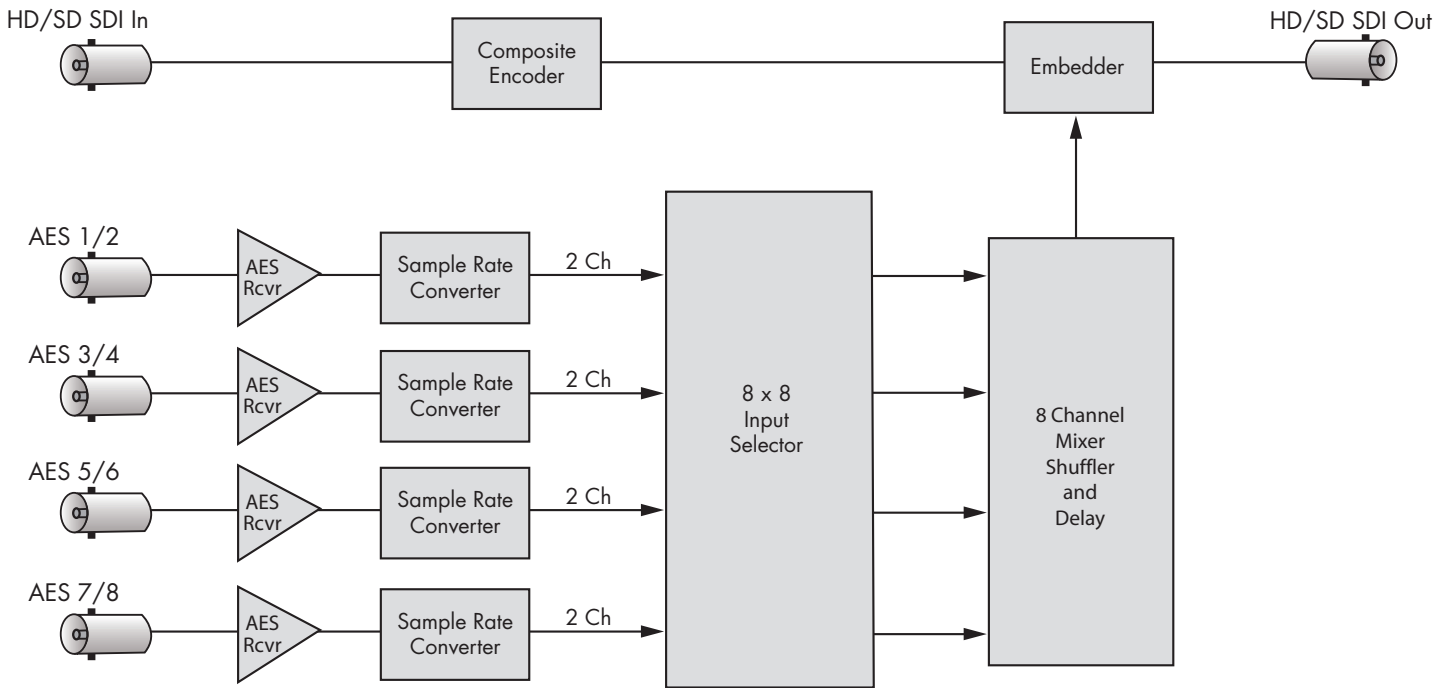 HD/SD SDI In
HD/SD SDI Out
Composite
Encoder
Embedder
AES 1/2
AES
Rcvr
Sample Rate
Converter
2 Ch
AES 3/4
AES
Rcvr
Sample Rate
Converter
2 Ch
AES 5/6
AES
Rcvr
Sample Rate
Converter
2 Ch
AES 7/8
AES
Rcvr
Sample Rate
Converter
2 Ch
8 x 8
Input
Selector
8 Channel
Mixer
Shuffler
and
Delay